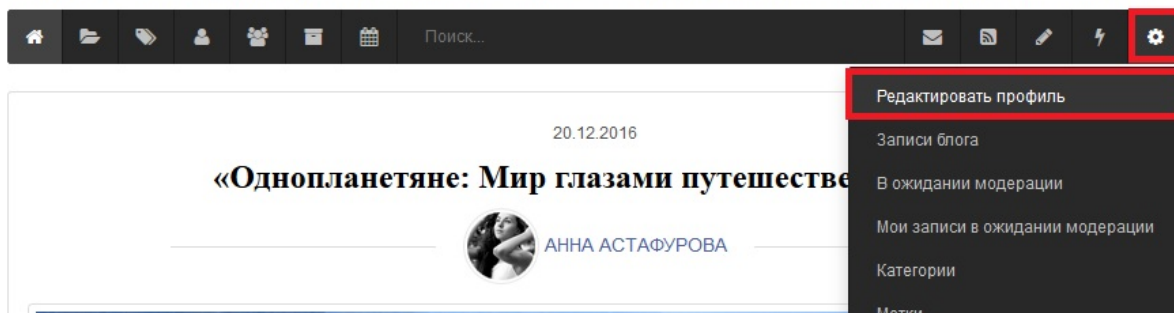 Поиск...
Редактировать профиль
20.12.2016
Записи блога
«Однопланетяне: Мир глазами путешестве
В ожидании модерации
Мои записи в ожидании модерации
АННА АСТАФУРОВА
Категории
Метки